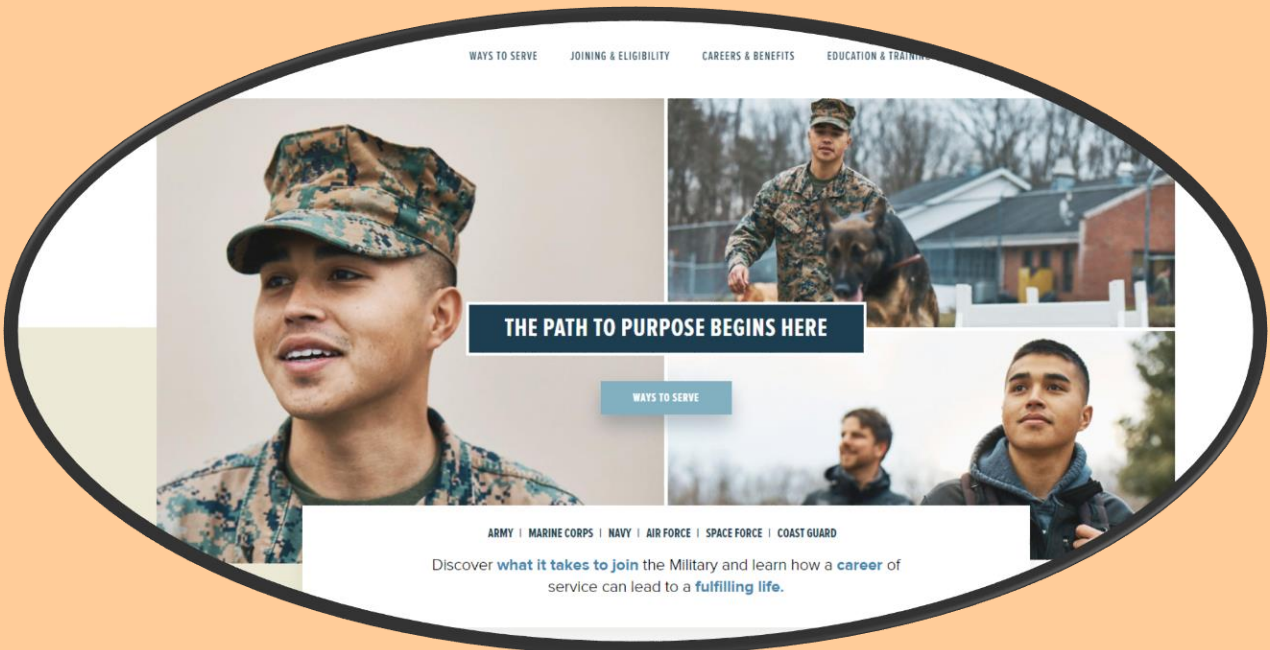 WAYS TO SERVE JOINING & ELIGIBILITY CAREERS & BENEFITS EDUCATION & TRAINING
THE PATH TO PURPOSE BEGINS HERE
WAYS TO SERVE
ARMY | MARINE CORPS | NAVY | AIR FORCE | SPACE FORCE | COAST GUARD
Discover what it takes to join the Military and learn how a career of
service can lead to a fulfilling life.